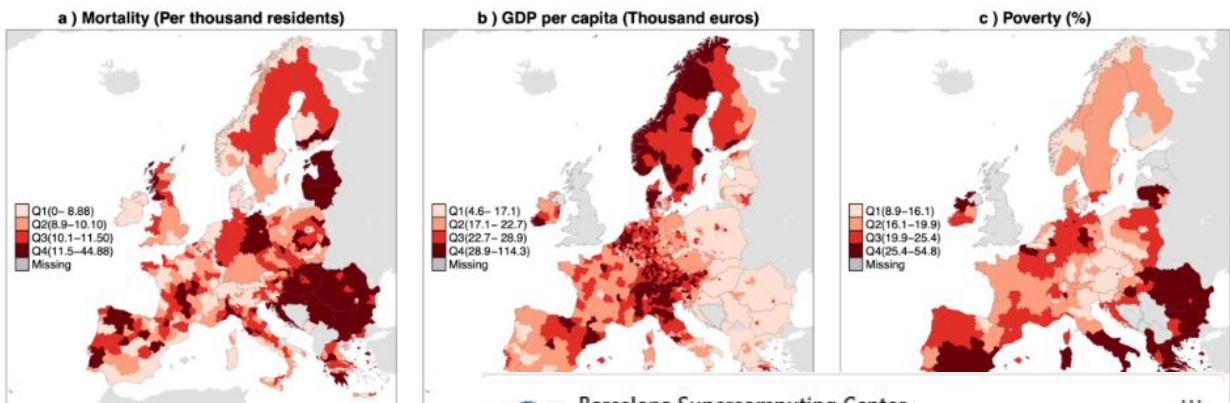 a ) Mortality (Per thousand residents)
Q1(0– 8.88)
Q2(8.9–10.10)
Q3(10.1–11.50)
Q4(11.5–44.88)
Missing
b ) GDP per capita (Thousand euros)
Q1(4.6– 17.1)
Q2(17.1– 22.7)
Q3(22.7– 28.9)
Q4(28.9–114.3)
Missing
c ) Poverty (%)
Q1(8.9–16.1)
Q2(16.1–19.9)
Q3(19.9–25.4)
Q4(25.4–54.8)
Missing
Barcelona Supercomputing Center